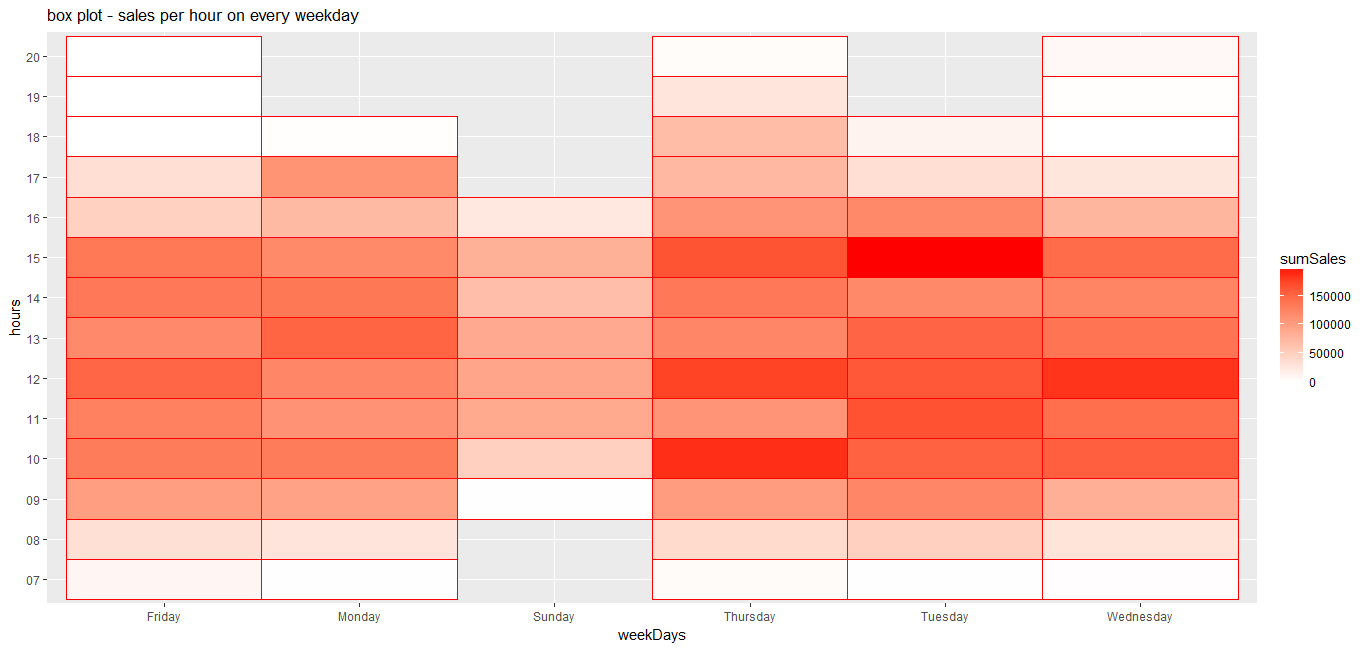 box plot - sales per hour on every weekday
20
19
18
17
16
15
14
13
12
11
10
09
08
07
hours
Friday
Monday
Sunday
Thursday
Tuesday
Wednesday
weekDays
sumSales
150000
100000
50000
0